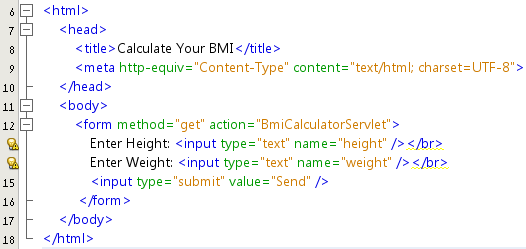 6 <html>
7 <head>
8 <title>Calculate Your BMI</title>
9 <meta http-equiv="Content-Type" content="text/html; charset=UTF-8">
10 </head>
11 <body>
12 <form method="get" action="BmiCalculatorServlet">
Enter Height: <input type="text" name="height" /></br>
Enter Weight: <input type="text" name="weight" /></br>
15 <input type="submit" value="Send" />
16 </form>
17 </body>
18 </html>